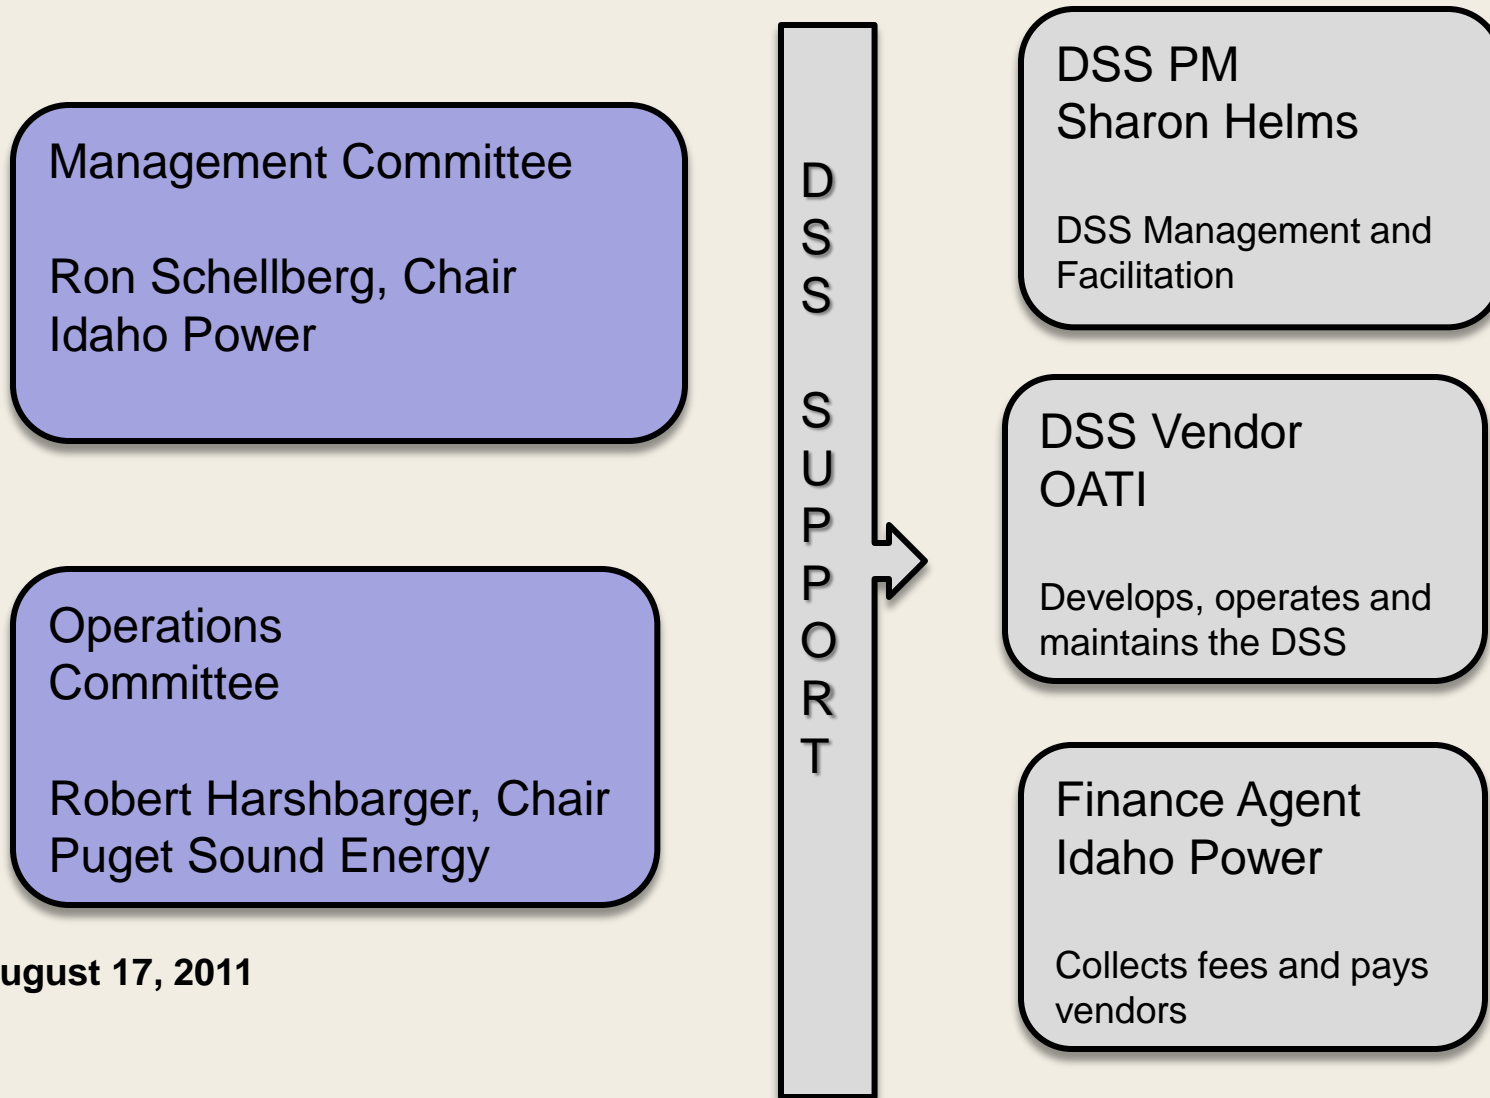 Management Committee
Ron Schellberg, Chair
Idaho Power
Operations
Committee
Robert Harshbarger, Chair
Puget Sound Energy
ugust 17, 2011
D
S
S
S
U
P
P
O
R
T
DSS PM
Sharon Helms
DSS Management and
Facilitation
DSS Vendor
OATI
Develops, operates and
maintains the DSS
Finance Agent
Idaho Power
Collects fees and pays
vendors